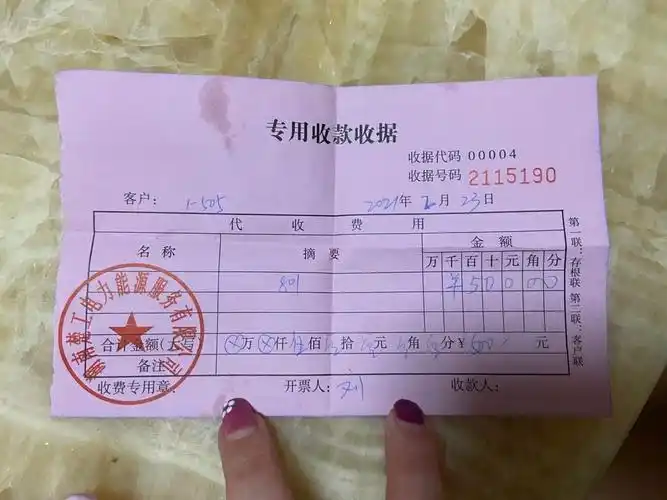 专用收款收据
收据代码 00004
收据号码 2115190
客户： 1-505 2021年 月 23日
代收费用
名称 摘要 金额
万 千 百 十 元 角 分
¥ 5 0 0 0 0
合计金额(大写) ⊗万⊗仟伍佰 拾 元 角 分¥500 元
备注
收费专用章： 开票人：刘 收款人：
第一联：存根联 第二联：客户联